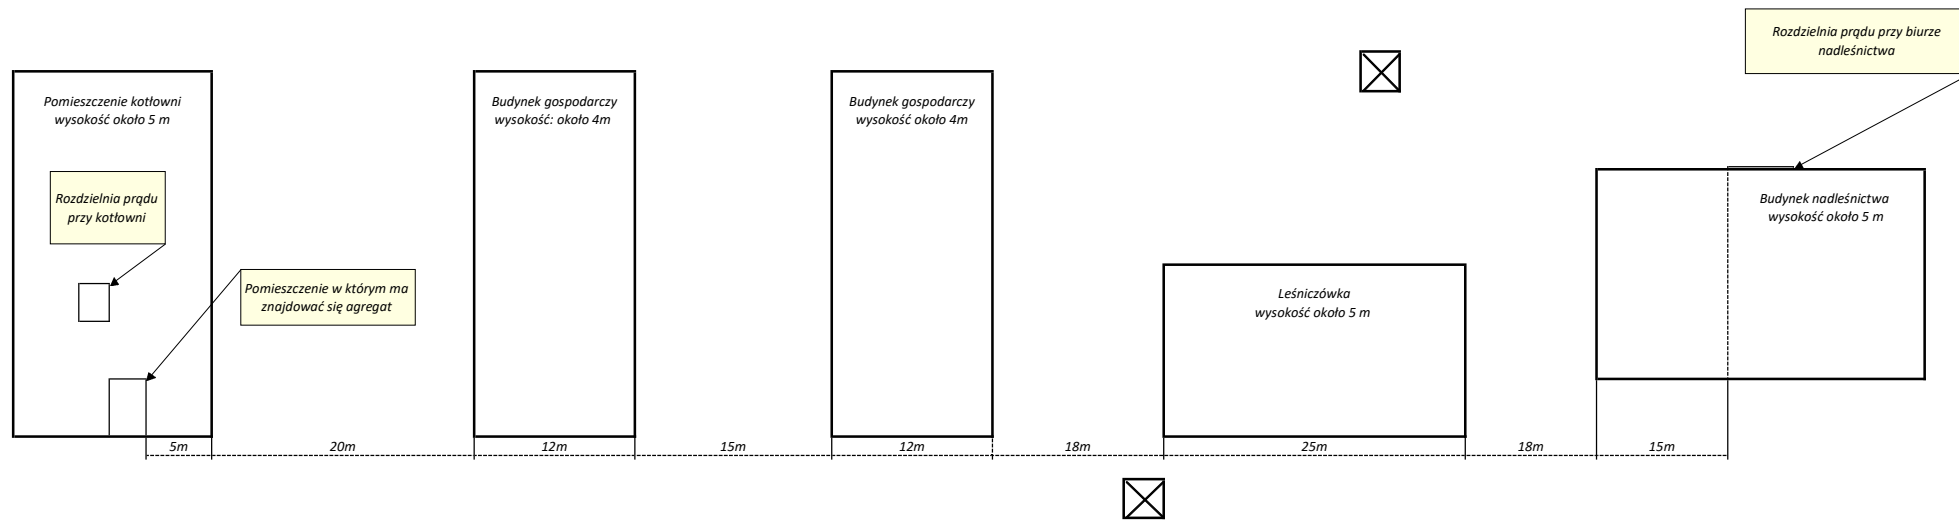 Rozdzielnia prądu przy biurze
nadleśnictwa
Pomieszczenie kotłowni
wysokość około 5 m
Budynek gospodarczy
wysokość: około 4m
Budynek gospodarczy
wysokość około 4m
Rozdzielnia prądu
przy kotłowni
Budynek nadleśnictwa
wysokość około 5 m
Pomieszczenie w którym ma
znajdować się agregat
Leśniczówka
wysokość około 5 m
5m
20m
12m
15m
12m
18m
25m
18m
15m